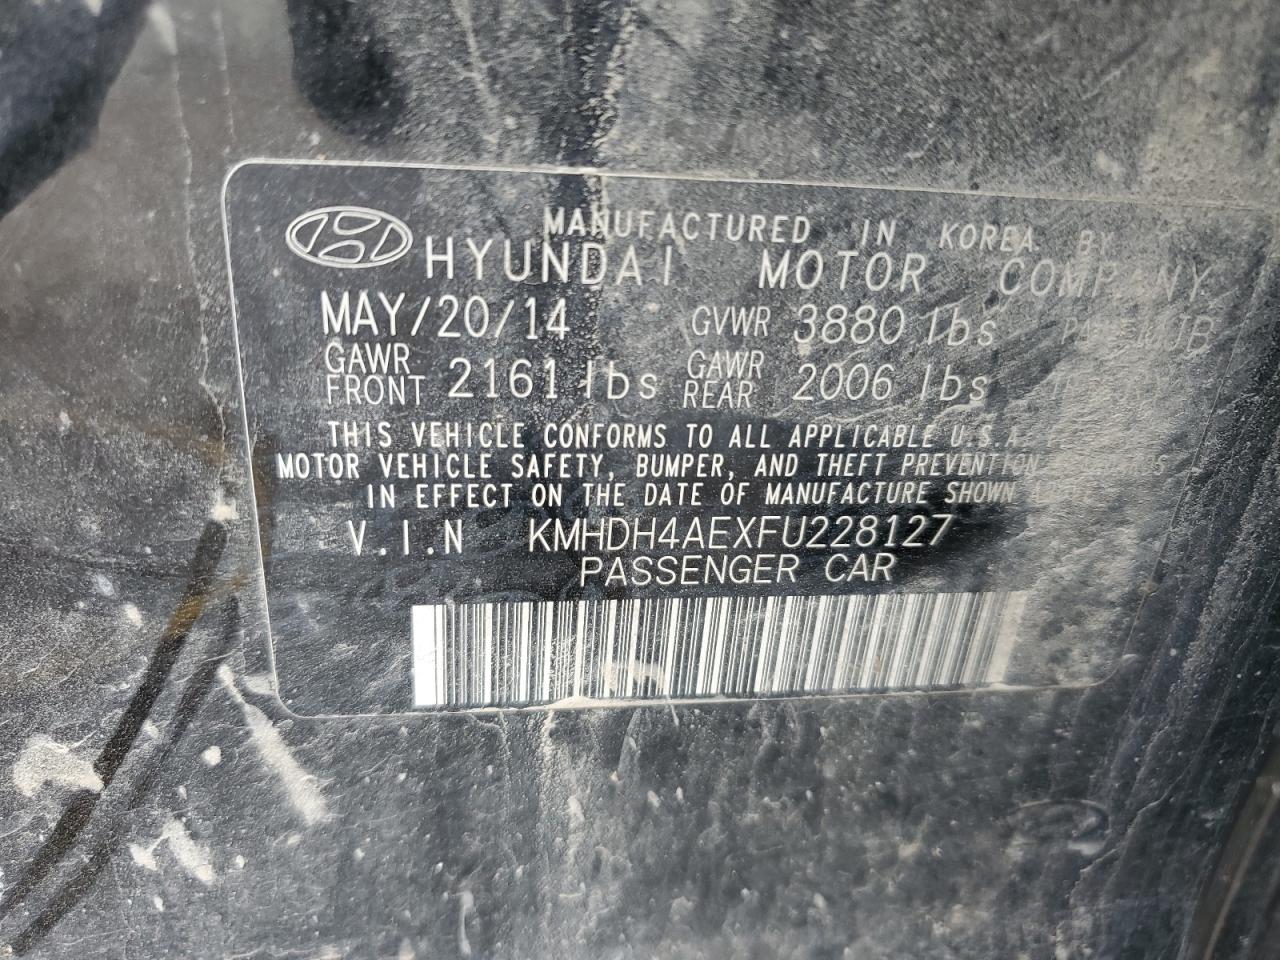 MANUFACTURED IN KOREA BY
HYUNDAI MOTOR COMPANY
MAY/20/14 GVWR 3880 lbs
GAWR FRONT 2161 lbs GAWR REAR 2006 lbs
THIS VEHICLE CONFORMS TO ALL APPLICABLE U.S.A.
MOTOR VEHICLE SAFETY, BUMPER, AND THEFT PREVENTION
IN EFFECT ON THE DATE OF MANUFACTURE SHOWN
V.I.N KMHDH4AEXFU228127
PASSENGER CAR